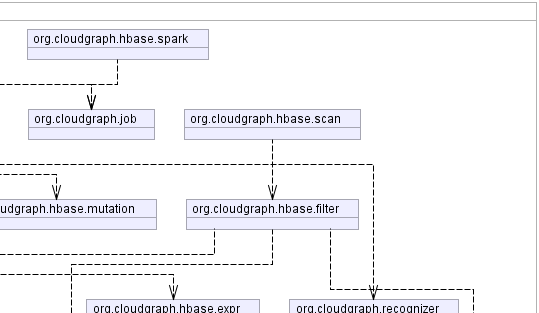 org.cloudgraph.hbase.spark
org.cloudgraph.job
org.cloudgraph.hbase.scan
udgraph.hbase.mutation
org.cloudgraph.hbase.filter
org.cloudgraph.hbase.expr
org.cloudgraph.recognizer